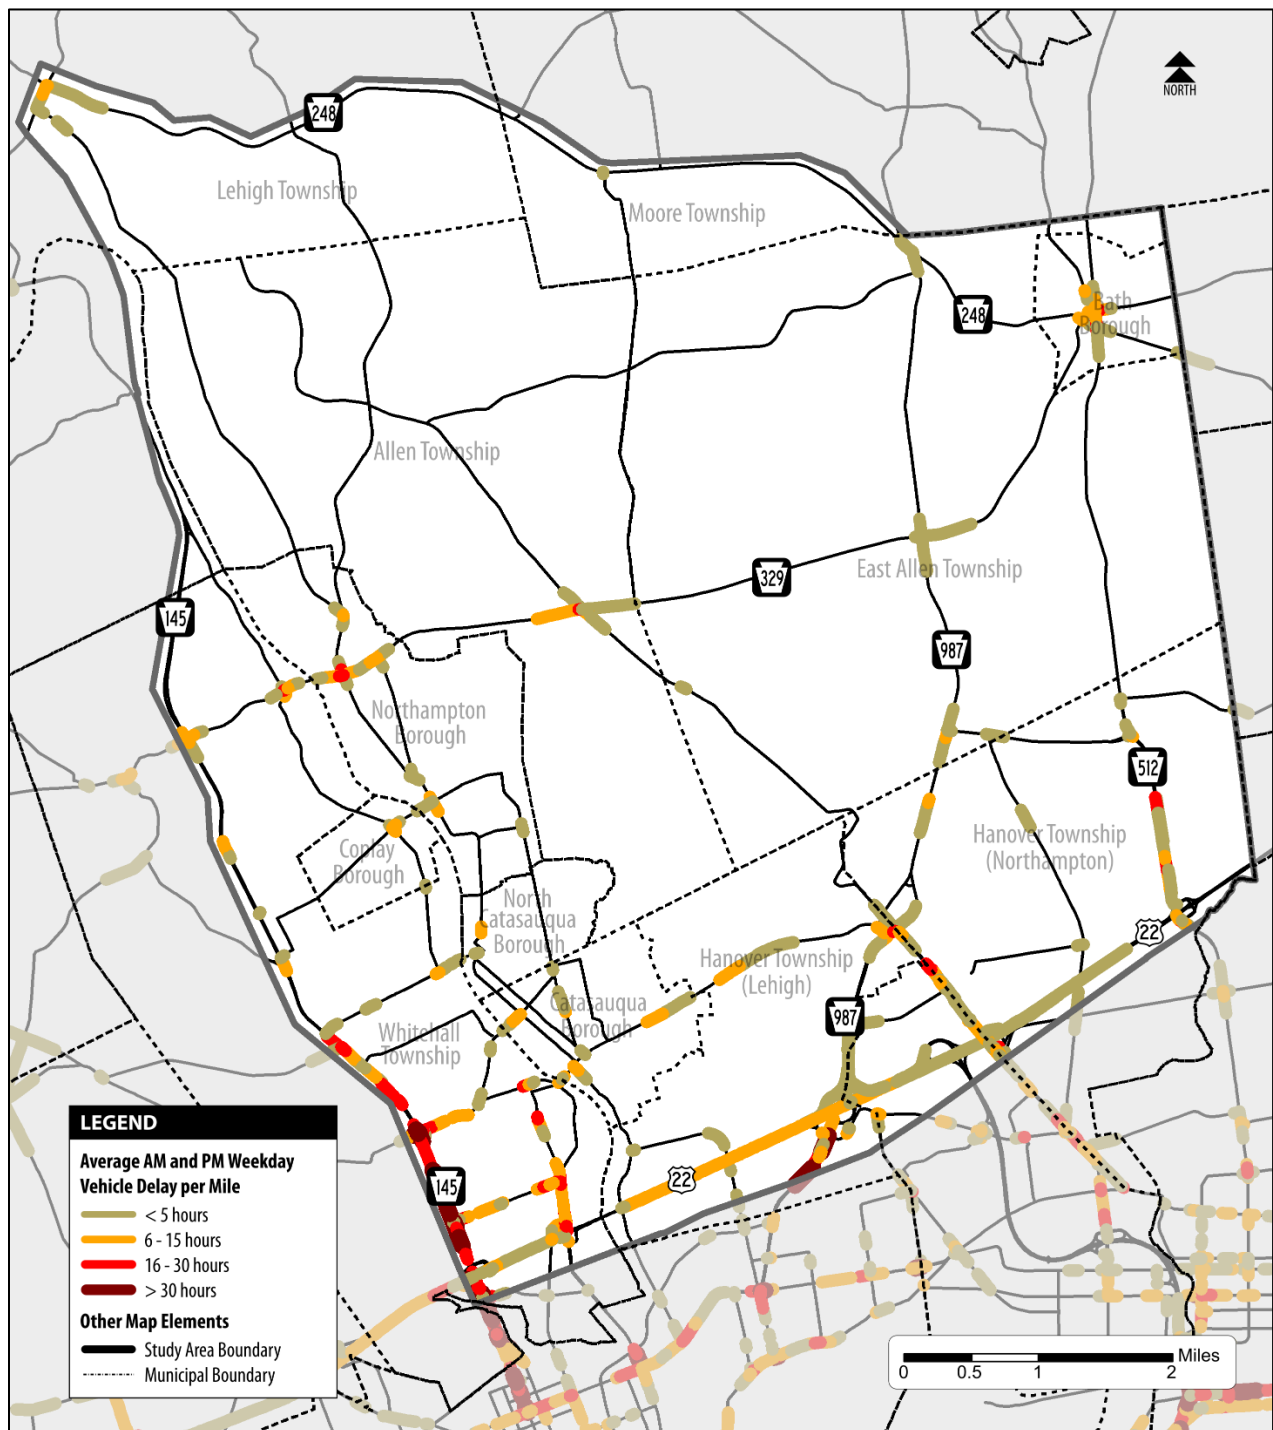 NORTH
248
Lehigh Township
Moore Township
248
Bath
Borough
Allen Township
329
East Allen Township
145
987
Northampton
Borough
512
Hanover Township
(Northampton)
Coplay
Borough
North
Catasauqua
Borough
22
Hanover Township
(Lehigh)
987
Catasauqua
Borough
Whitehall
Township
145
22
LEGEND
Average AM and PM Weekday
Vehicle Delay per Mile
< 5 hours
6 - 15 hours
16 - 30 hours
> 30 hours
Other Map Elements
Study Area Boundary
Municipal Boundary
Miles
0 0.5 1 2